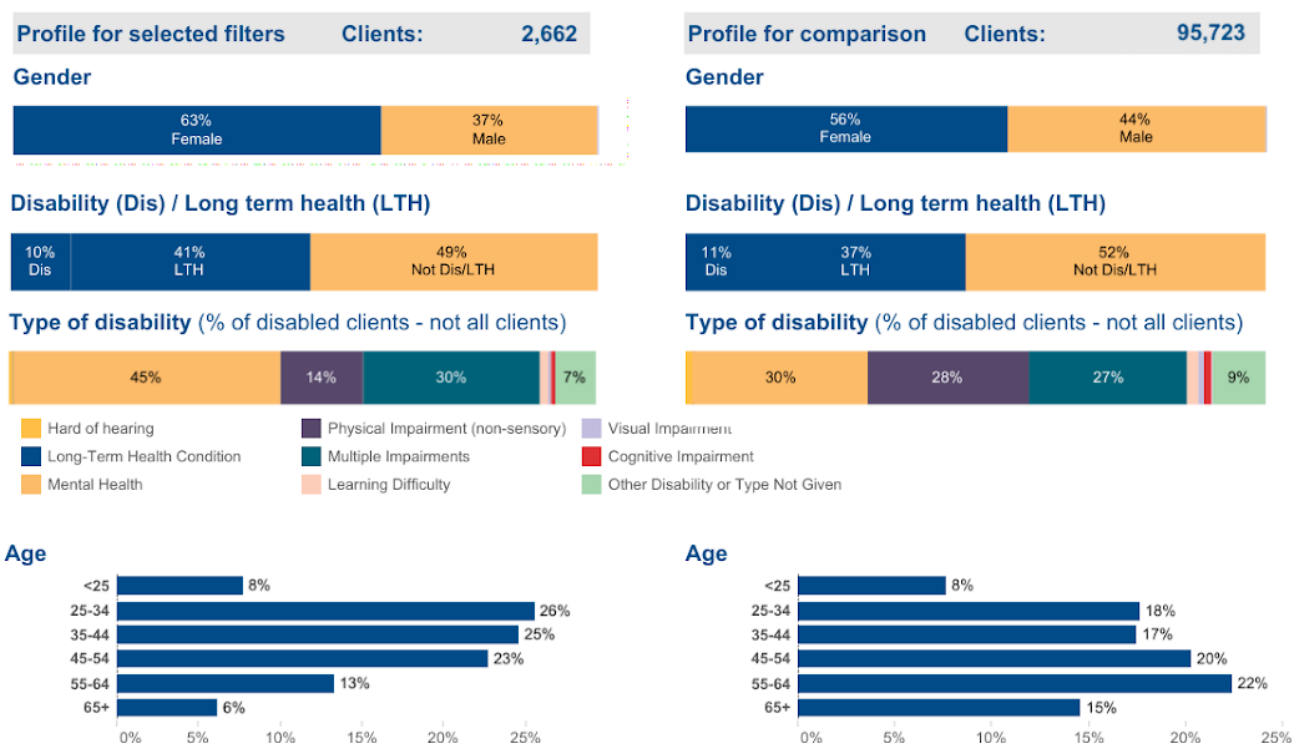 Profile for selected filters Clients: 2,662
Gender
63% 37%
Female Male
Disability (Dis) / Long term health (LTH)
10% 41% 49%
Dis LTH Not Dis/LTH
Type of disability (% of disabled clients - not all clients)
45% 14% 30% 7%
Profile for comparison Clients: 95,723
Gender
56% 44%
Female Male
Disability (Dis) / Long term health (LTH)
11% 37% 52%
Dis LTH Not Dis/LTH
Type of disability (% of disabled clients - not all clients)
30% 28% 27% 9%
Hard of hearing Physical Impairment (non-sensory) Visual Impairment
Long-Term Health Condition Multiple Impairments Cognitive Impairment
Mental Health Learning Difficulty Other Disability or Type Not Given
Age
<25 8%
25-34 26%
35-44 25%
45-54 23%
55-64 13%
65+ 6%
0% 5% 10% 15% 20% 25%
Age
<25 8%
25-34 18%
35-44 17%
45-54 20%
55-64 22%
65+ 15%
0% 5% 10% 15% 20% 25%